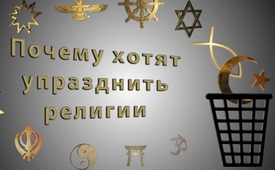 Почему хотят
упразднить
религии